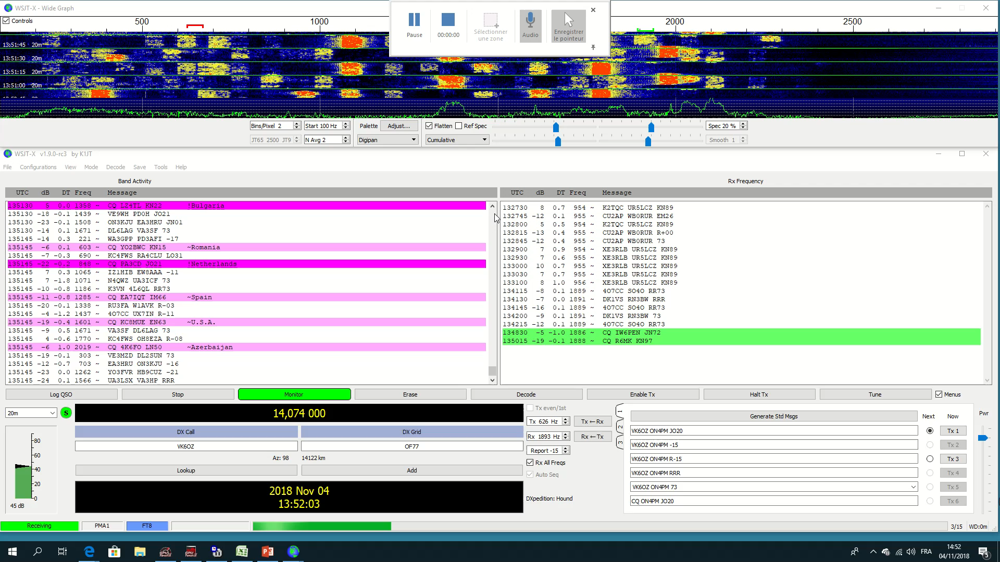 WSJT-X - Wide Graph
Controls
500 1000 2000 2500
13:51:45 20m
13:51:30 20m
13:51:15 20m
13:51:00 20m
Pause
00:00:00
Sélectionner une zone
Audio
Enregistrer le pointeur
Bins/Pixel 2 Start 100 Hz Palette Adjust... Flatten Ref Spec Spec 20 %
JT65 2500 JT9 N Avg 2 Digipan Cumulative Smooth 1
WSJT-X v1.9.0-rc3 by K1JT
File Configurations View Mode Decode Save Tools Help
Band Activity
UTC dB DT Freq Message
135130 5 0.0 1358 ~ CQ LZ4TL KN22 !Bulgaria
135130 -18 -0.1 1439 ~ VE9WH PD0H JO21
135130 -23 -0.1 1508 ~ ON3KJU EA3HRU JN01
135130 -14 0.1 1671 ~ DL6LAG VA3SF 73
135145 -14 0.3 221 ~ WA3GPP PD3AFI -17
135145 -6 0.1 603 ~ CQ YO2BWC KN15 ~Romania
135145 -7 -0.3 690 ~ KC4FWS RA4CLU LO31
135145 -22 -0.2 848 ~ CQ PA3CD JO21 !Netherlands
135145 7 0.3 1065 ~ IZ1HIB EW8AAA -11
135145 7 -1.8 1071 ~ N4QWZ UA3ICF 73
135145 -10 -0.8 1186 ~ K3VN 4L6QL RR73
135145 -11 -0.8 1285 ~ CQ EA7IQT IM66 ~Spain
135145 -20 -0.1 1338 ~ RU3FA W1AVK R-03
135145 -4 -1.2 1437 ~ 4O7CC UX7IN R-11
135145 -19 -0.4 1601 ~ CQ KC8MUE EN63 ~U.S.A.
135145 -9 0.5 1671 ~ VA3SF DL6LAG 73
135145 4 -0.6 1770 ~ KC4FWS OH8EZA R-08
135145 -6 1.0 2019 ~ CQ 4K6FO LN50 ~Azerbaijan
135145 -19 -0.1 303 ~ VE3MZD DL2SUN 73
135145 -12 -0.7 703 ~ EA3HRU ON3KJU -16
135145 -23 0.0 1262 ~ YO3FVR HB9CUZ -21
135145 -24 0.1 1566 ~ UA3LSX VA3HP RRR
Rx Frequency
UTC dB DT Freq Message
132730 8 0.7 954 ~ K2TQC UR5LCZ KN89
132745 -12 0.1 955 ~ CU2AP WB0RUR EM26
132800 5 0.5 954 ~ K2TQC UR5LCZ KN89
132815 -13 0.4 955 ~ CU2AP WB0RUR R+00
132845 -12 0.4 955 ~ CU2AP WB0RUR 73
132900 7 0.9 954 ~ XE3RLB UR5LCZ KN89
132930 7 0.6 955 ~ XE3RLB UR5LCZ KN89
133000 10 0.7 955 ~ XE3RLB UR5LCZ KN89
133030 7 0.7 955 ~ XE3RLB UR5LCZ KN89
133100 8 1.0 956 ~ XE3RLB UR5LCZ KN89
134115 -8 0.1 1889 ~ 4O7CC SO4O RR73
134130 -7 0.0 1891 ~ DK1VS RN3BW RRR
134145 -16 0.1 1889 ~ 4O7CC SO4O RR73
134200 -9 0.1 1891 ~ DK1VS RN3BW 73
134215 -12 0.1 1889 ~ 4O7CC SO4O RR73
134830 -5 -1.0 1886 ~ CQ IW6PEN JN72
135015 -19 -0.1 1888 ~ CQ R6MK KN97
Log QSO Stop Monitor Erase Decode Enable Tx Halt Tx Tune Menus
20m S 14,074 000
DX Call DX Grid
VK6OZ OF77
Az: 98 14122 km
Lookup Add
2018 Nov 04
13:52:03
80
60
40
20
0
45 dB
Tx even/1st
Tx 626 Hz Tx ← Rx
Rx 1893 Hz Rx ← Tx
Report -15
Rx All Freqs
Auto Seq
DXpedition: Hound
1
2
3
Generate Std Msgs Next Now Pwr
VK6OZ ON4PM JO20 Tx 1
VK6OZ ON4PM -15 Tx 2
VK6OZ ON4PM R-15 Tx 3
VK6OZ ON4PM RRR Tx 4
VK6OZ ON4PM 73 Tx 5
CQ ON4PM JO20 Tx 6
Receiving PMA1 FT8 3/15 WD:0m
FRA
14:52
04/11/2018
5